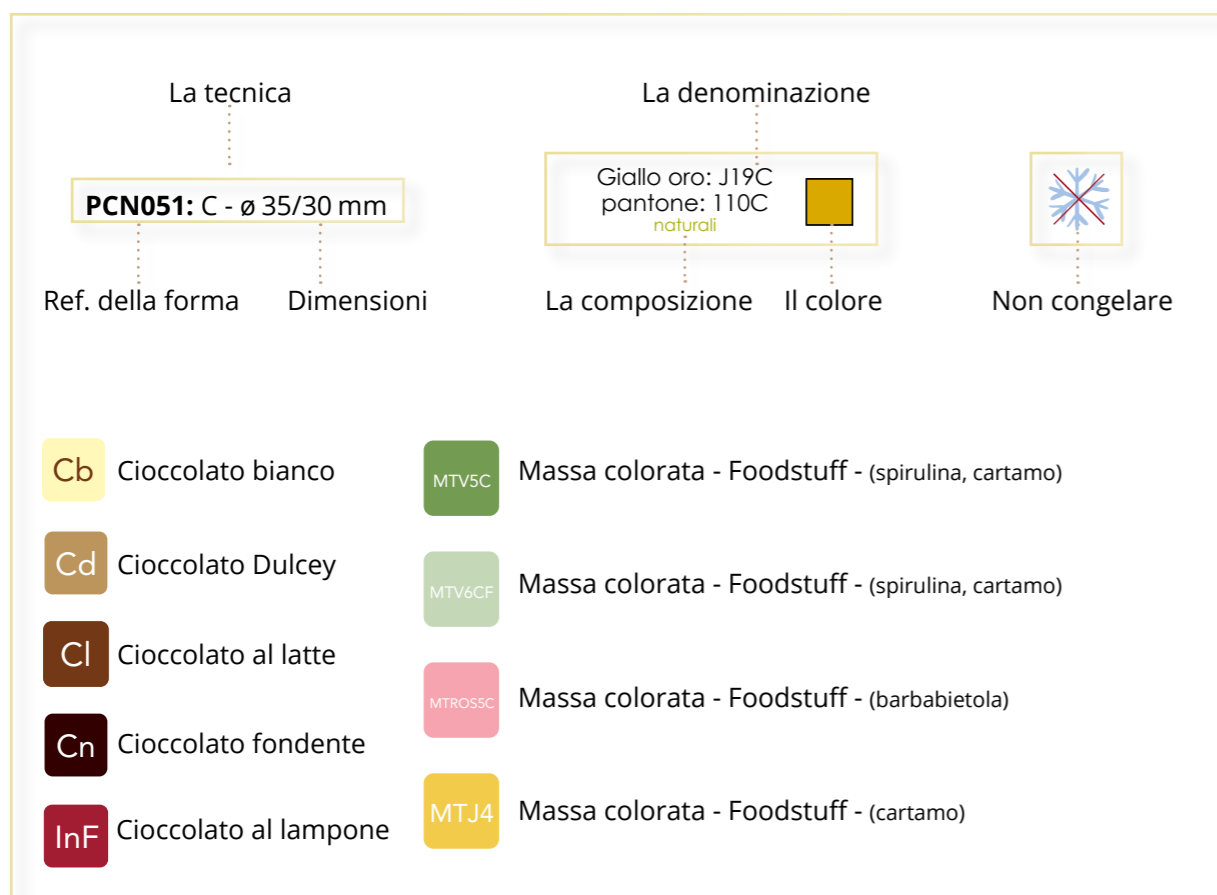 La tecnica
PCN051: C - ø 35/30 mm
Ref. della forma
Dimensioni
La denominazione
Giallo oro: J19C
pantone: 110C
naturali
La composizione
Il colore
Non congelare
Cb Cioccolato bianco
Cd Cioccolato Dulcey
Cl Cioccolato al latte
Cn Cioccolato fondente
InF Cioccolato al lampone
MTV5C Massa colorata - Foodstuff - (spirulina, cartamo)
MTV6CF Massa colorata - Foodstuff - (spirulina, cartamo)
MTROS5C Massa colorata - Foodstuff - (barbabietola)
MTJ4 Massa colorata - Foodstuff - (cartamo)